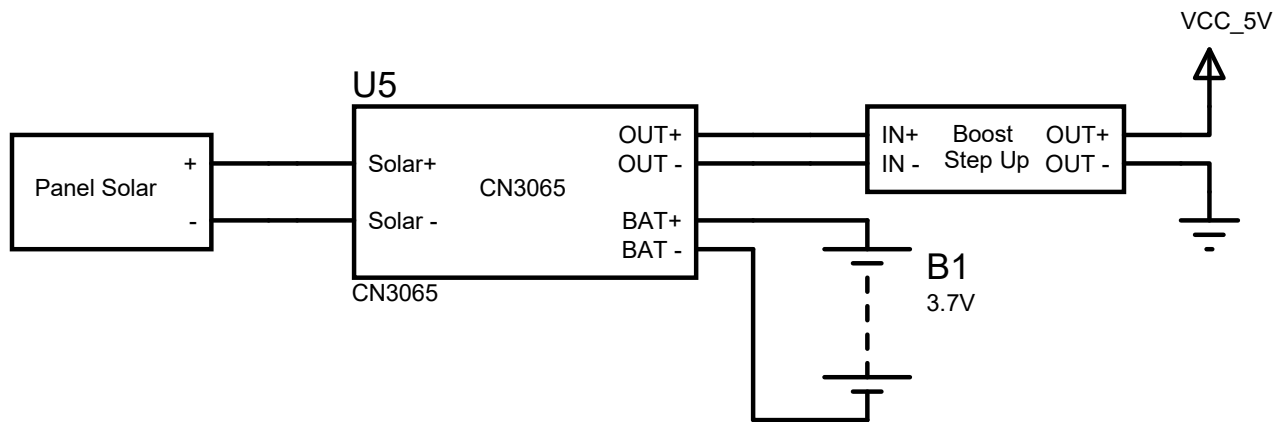 VCC_5V
U5
Panel Solar
+
-
Solar+
Solar -
CN3065
OUT+
OUT -
BAT+
BAT -
CN3065
IN+
IN -
Boost
Step Up
OUT+
OUT -
B1
3.7V